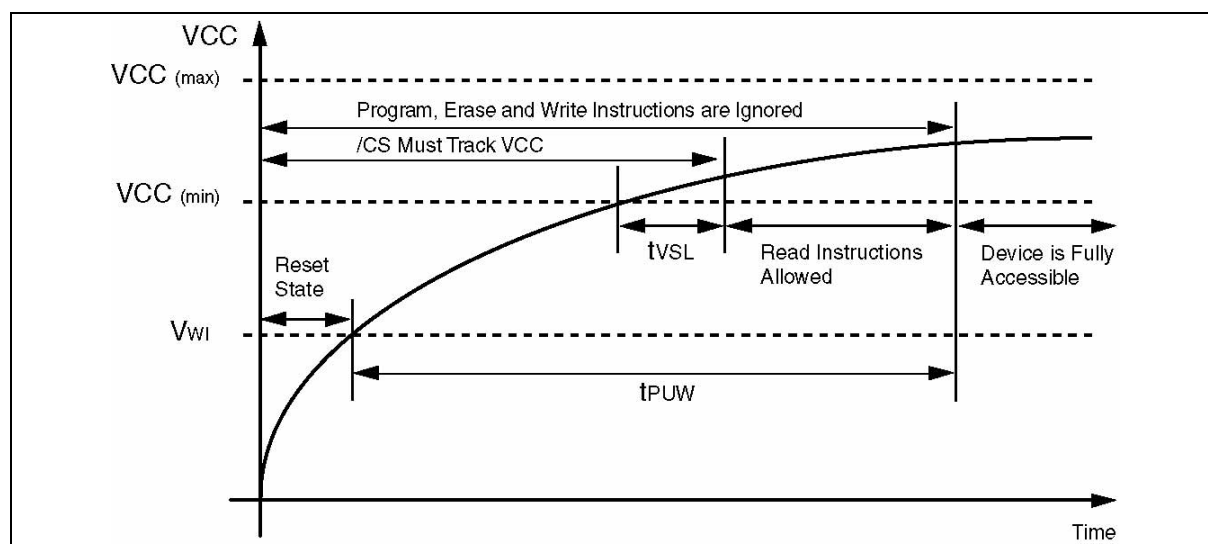 VCC
VCC (max)
Program, Erase and Write Instructions are Ignored
/CS Must Track VCC
VCC (min)
tVSL
Read Instructions
Allowed
Device is Fully
Accessible
Reset
State
VWI
tPUW
Time